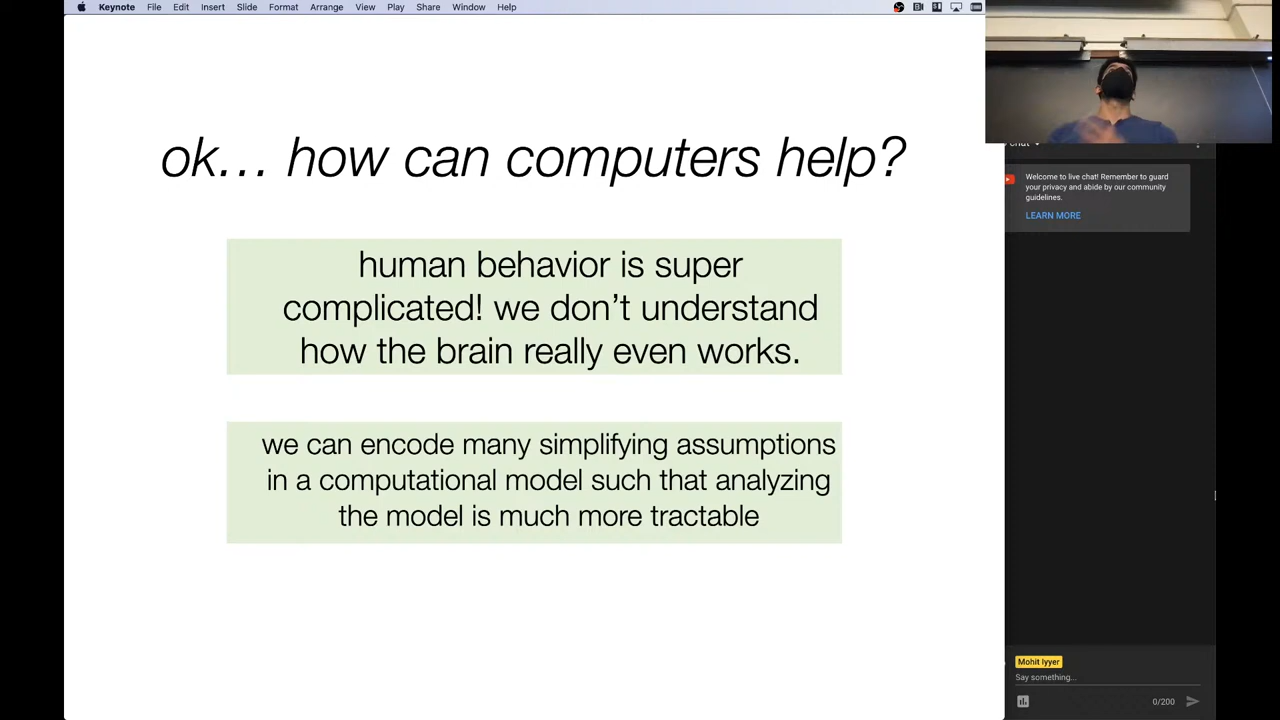 Keynote File Edit Insert Slide Format Arrange View Play Share Window Help
ok... how can computers help?
human behavior is super
complicated! we don't understand
how the brain really even works.
we can encode many simplifying assumptions
in a computational model such that analyzing
the model is much more tractable
chat
Welcome to live chat! Remember to guard
your privacy and abide by our community
guidelines.
LEARN MORE
Mohit Iyyer
Say something...
0/200